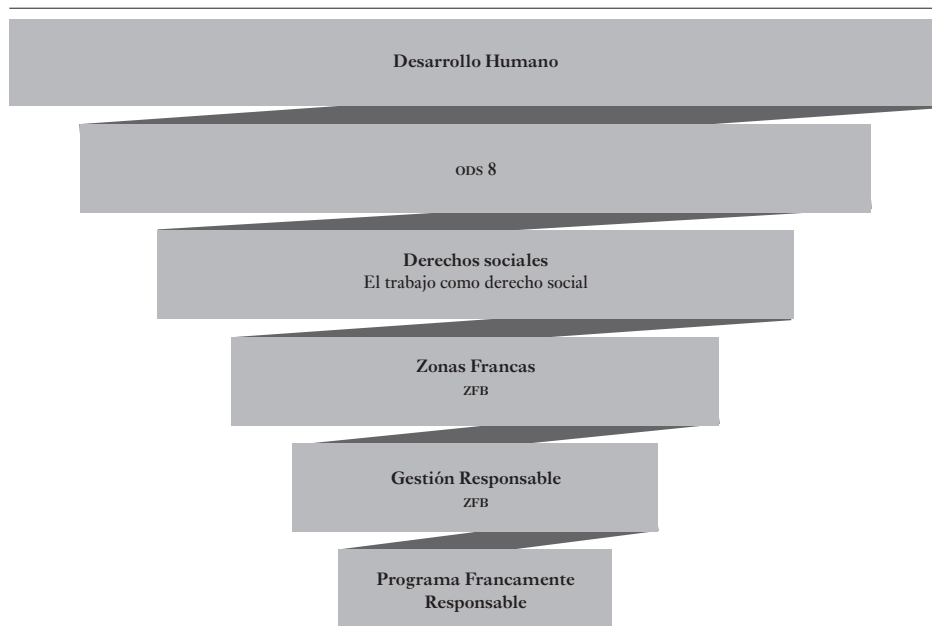 Desarrollo Humano
ODS 8
Derechos sociales
El trabajo como derecho social
Zonas Francas
ZFB
Gestión Responsable
ZFB
Programa Francamente
Responsable